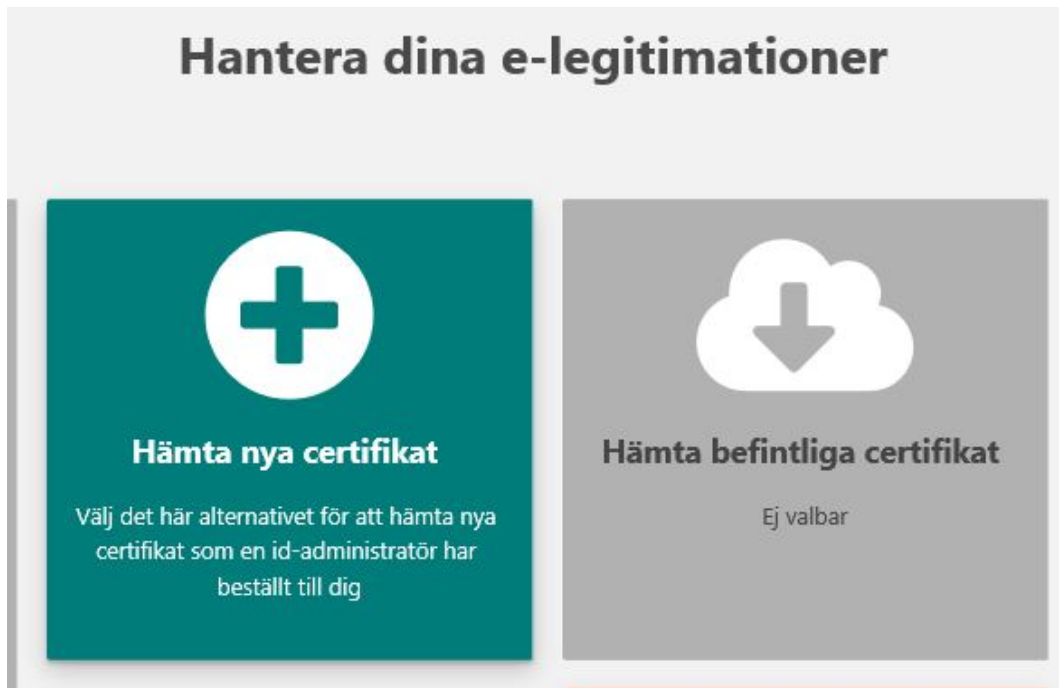 Hantera dina e-legitimationer
Hämta nya certifikat
Välj det här alternativet för att hämta nya
certifikat som en id-administratör har
beställt till dig
Hämta befintliga certifikat
Ej valbar